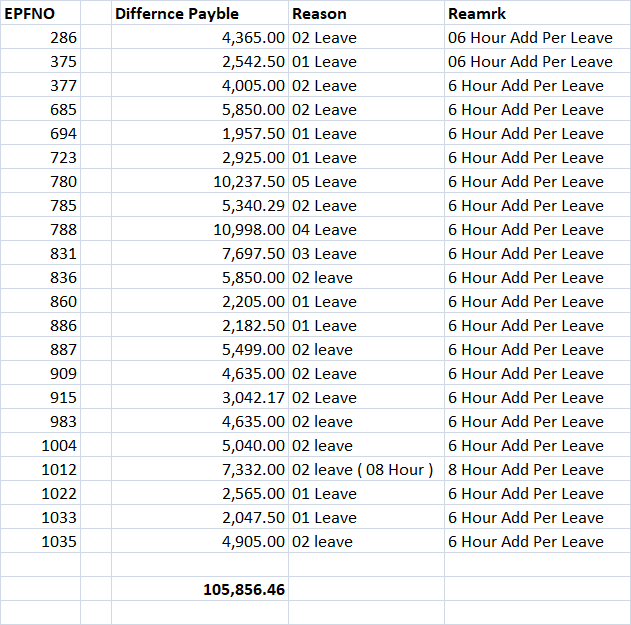 EPFNO Differnce Payble Reason Reamrk
286 4,365.00 02 Leave 06 Hour Add Per Leave
375 2,542.50 01 Leave 06 Hour Add Per Leave
377 4,005.00 02 Leave 6 Hour Add Per Leave
685 5,850.00 02 Leave 6 Hour Add Per Leave
694 1,957.50 01 Leave 6 Hour Add Per Leave
723 2,925.00 01 Leave 6 Hour Add Per Leave
780 10,237.50 05 Leave 6 Hour Add Per Leave
785 5,340.29 02 Leave 6 Hour Add Per Leave
788 10,998.00 04 Leave 6 Hour Add Per Leave
831 7,697.50 03 Leave 6 Hour Add Per Leave
836 5,850.00 02 leave 6 Hour Add Per Leave
860 2,205.00 01 Leave 6 Hour Add Per Leave
886 2,182.50 01 Leave 6 Hour Add Per Leave
887 5,499.00 02 leave 6 Hour Add Per Leave
909 4,635.00 02 Leave 6 Hour Add Per Leave
915 3,042.17 02 Leave 6 Hour Add Per Leave
983 4,635.00 02 leave 6 Hour Add Per Leave
1004 5,040.00 02 leave 6 Hour Add Per Leave
1012 7,332.00 02 leave ( 08 Hour ) 8 Hour Add Per Leave
1022 2,565.00 01 Leave 6 Hour Add Per Leave
1033 2,047.50 01 Leave 6 Hour Add Per Leave
1035 4,905.00 02 leave 6 Hour Add Per Leave
105,856.46